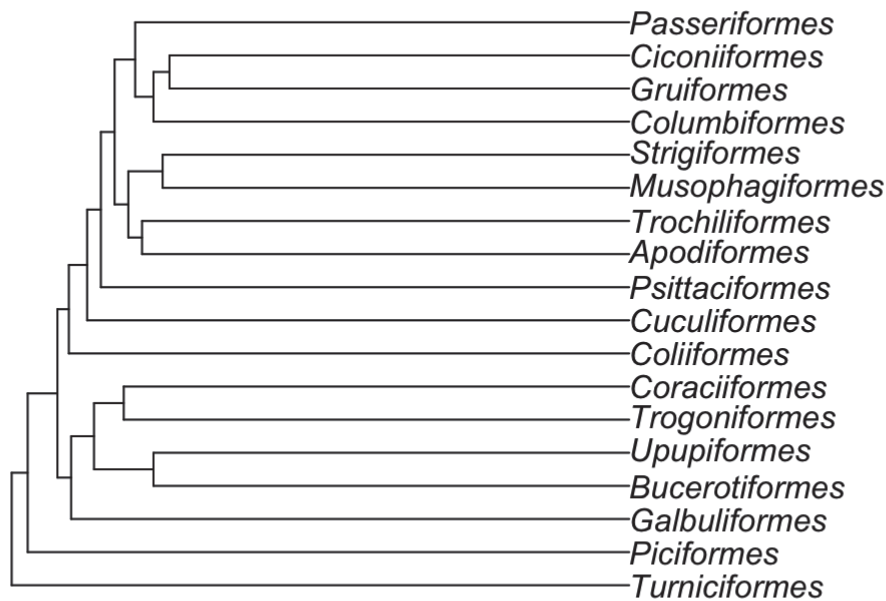 Passeriformes
Ciconiiformes
Gruiformes
Columbiformes
Strigiformes
Musophagiformes
Trochiliformes
Apodiformes
Psittaciformes
Cuculiformes
Coliiformes
Coraciiformes
Trogoniformes
Upupiformes
Bucerotiformes
Galbuliformes
Piciformes
Turniciformes